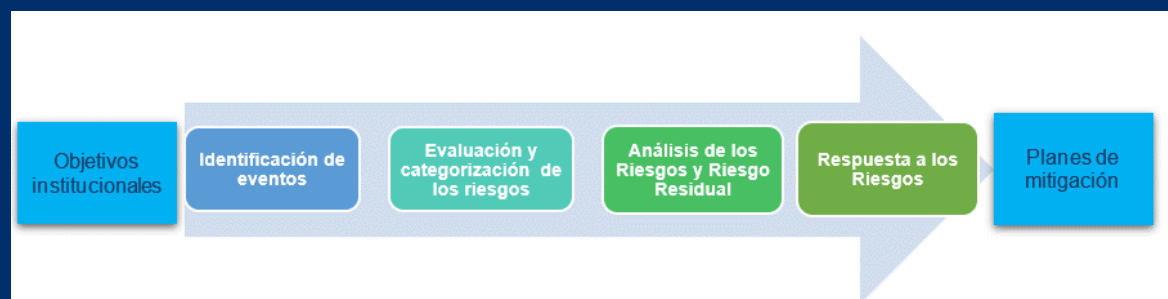 Objetivos
institucionales
Identificación de
eventos
Evaluación y
categorización de
los riesgos
Análisis de los
Riesgos y Riesgo
Residual
Respuesta a los
Riesgos
Planes de
mitigación